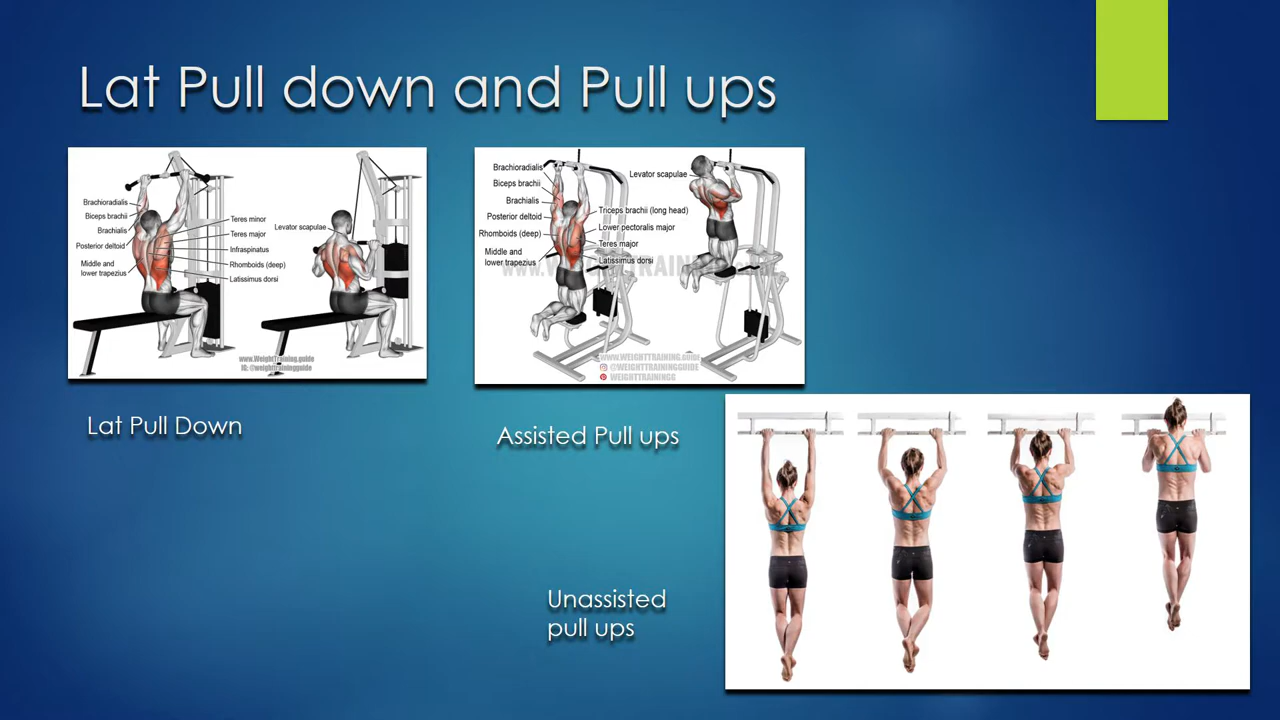 Lat Pull down and Pull ups
Brachioradialis
Biceps brachii
Brachialis
Posterior deltoid
Middle and
lower trapezius
Teres minor
Teres major
Infraspinatus
Rhomboids (deep)
Latissimus dorsi
Levator scapulae
www.WeightTraining.guide
IG: @weighttrainingguide
Lat Pull Down
Brachioradialis
Biceps brachii
Brachialis
Posterior deltoid
Rhomboids (deep)
Middle and
lower trapezius
Levator scapulae
Triceps brachii (long head)
Lower pectoralis major
Teres major
Latissimus dorsi
WWW.WEIGHTTRAINING.GUIDE
@WEIGHTTRAININGGUIDE
WEIGHTTRAININGG
Assisted Pull ups
Unassisted
pull ups